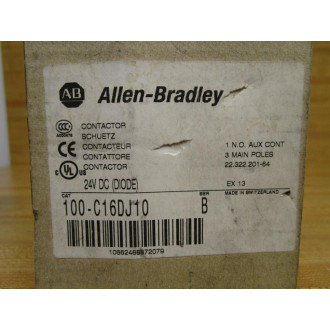 AB Allen-Bradley
CONTACTOR
SCHUETZ
CONTACTEUR
CONTATTORE
CONTACTOR
1 N.O. AUX CONT
3 MAIN POLES
22.322.201-64
24V DC (DIODE)
EX 13
CAT
SER
MADE IN SWITZERLAND
100-C16DJ10
B